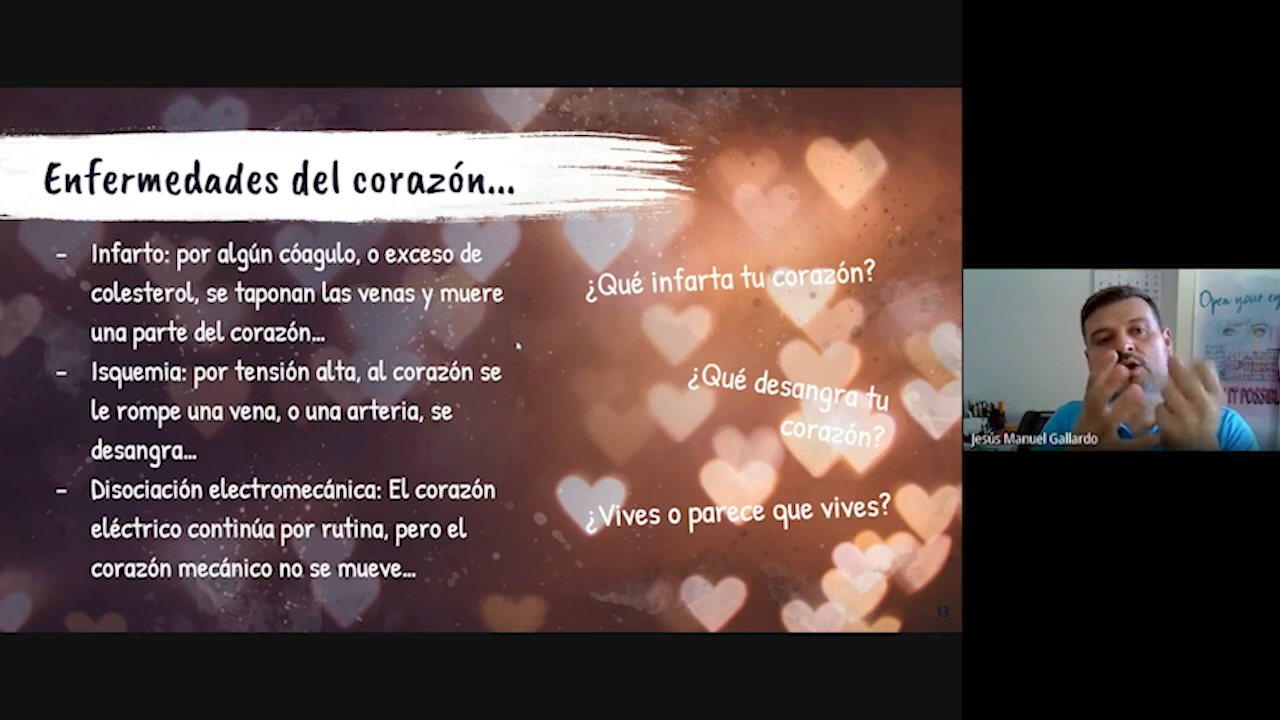 Enfermedades del corazón...
- Infarto: por algún cóagulo, o exceso de
colesterol, se taponan las venas y muere
una parte del corazón...
- Isquemia: por tensión alta, al corazón se
le rompe una vena, o una arteria, se
desangra...
- Disociación electromecánica: El corazón
eléctrico continúa por rutina, pero el
corazón mecánico no se mueve...
¿Qué infarta tu corazón?
¿Qué desangra tu
corazón?
¿Vives o parece que vives?
13
Open your
Jesús Manuel Gallardo